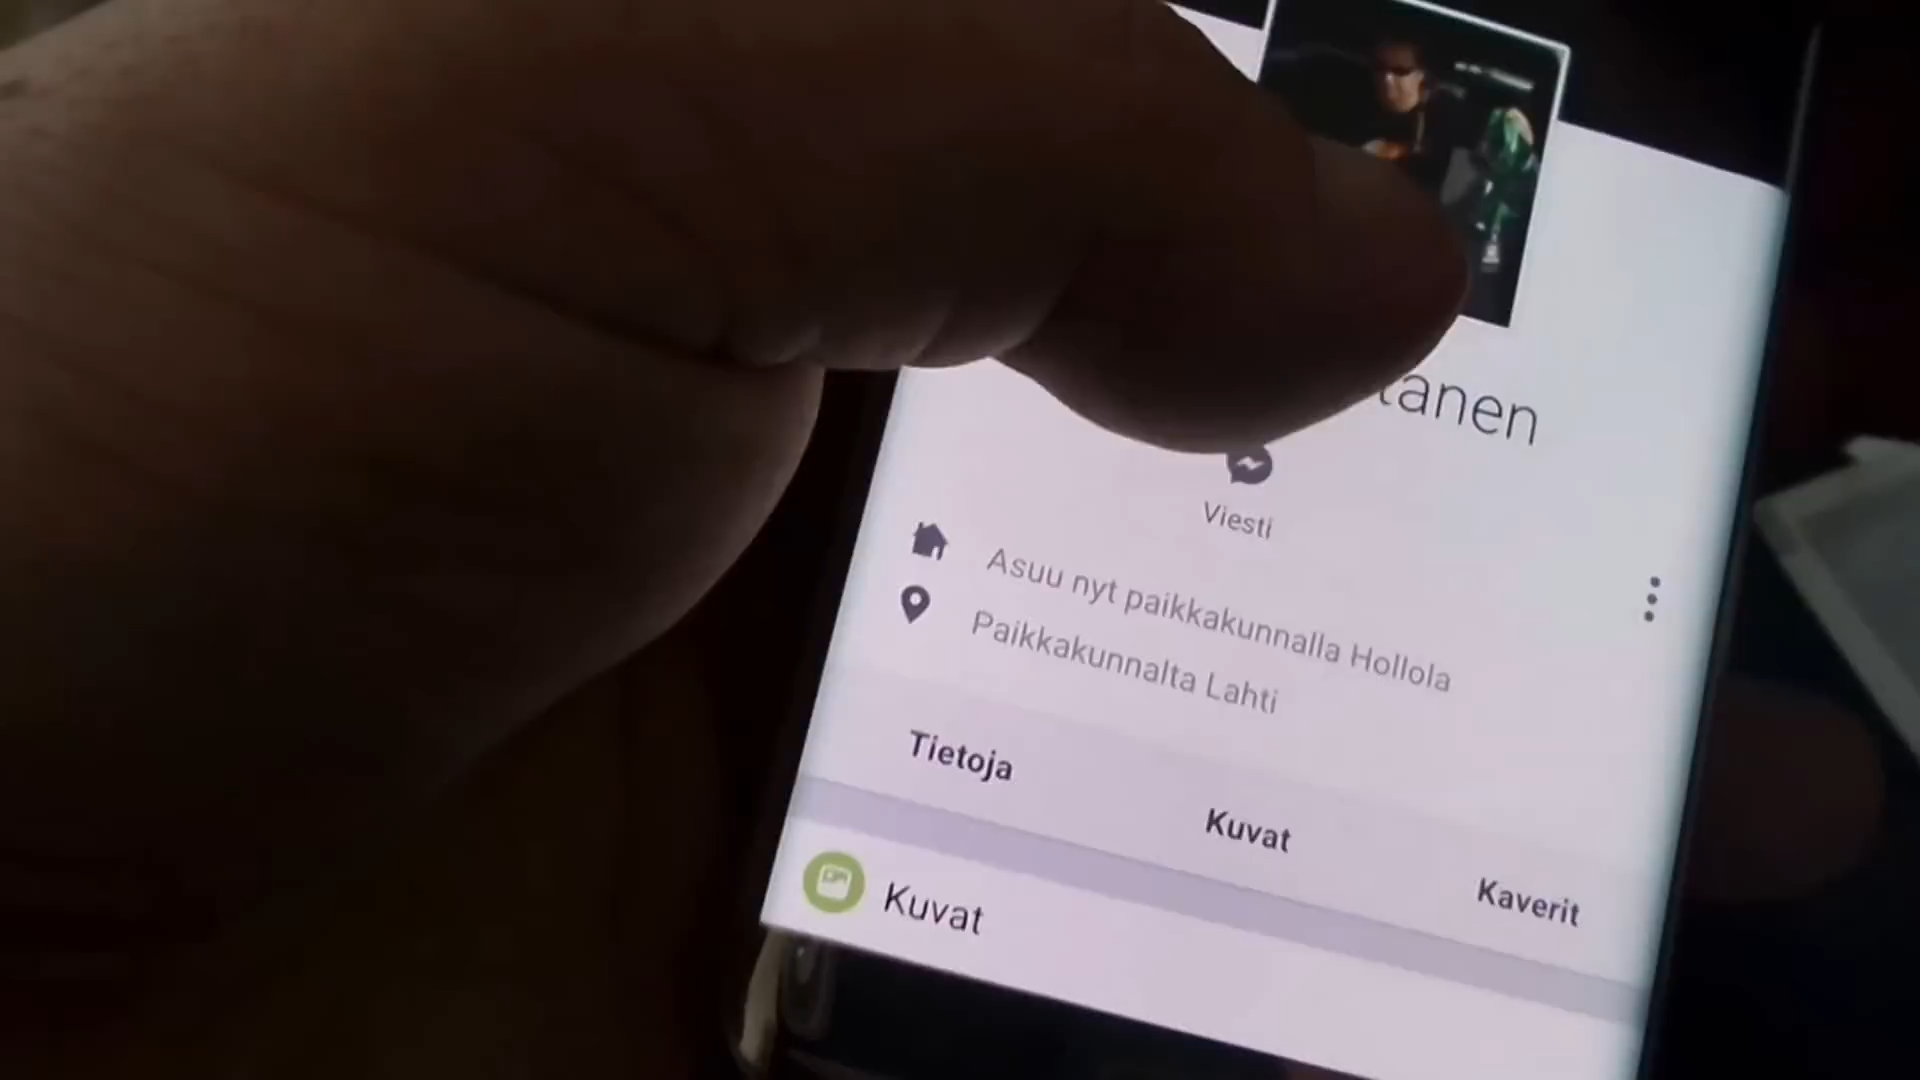 tanen
Viesti
Asuu nyt paikkakunnalla Hollola
Paikkakunnalta Lahti
Tietoja
Kuvat
Kaverit
Kuvat